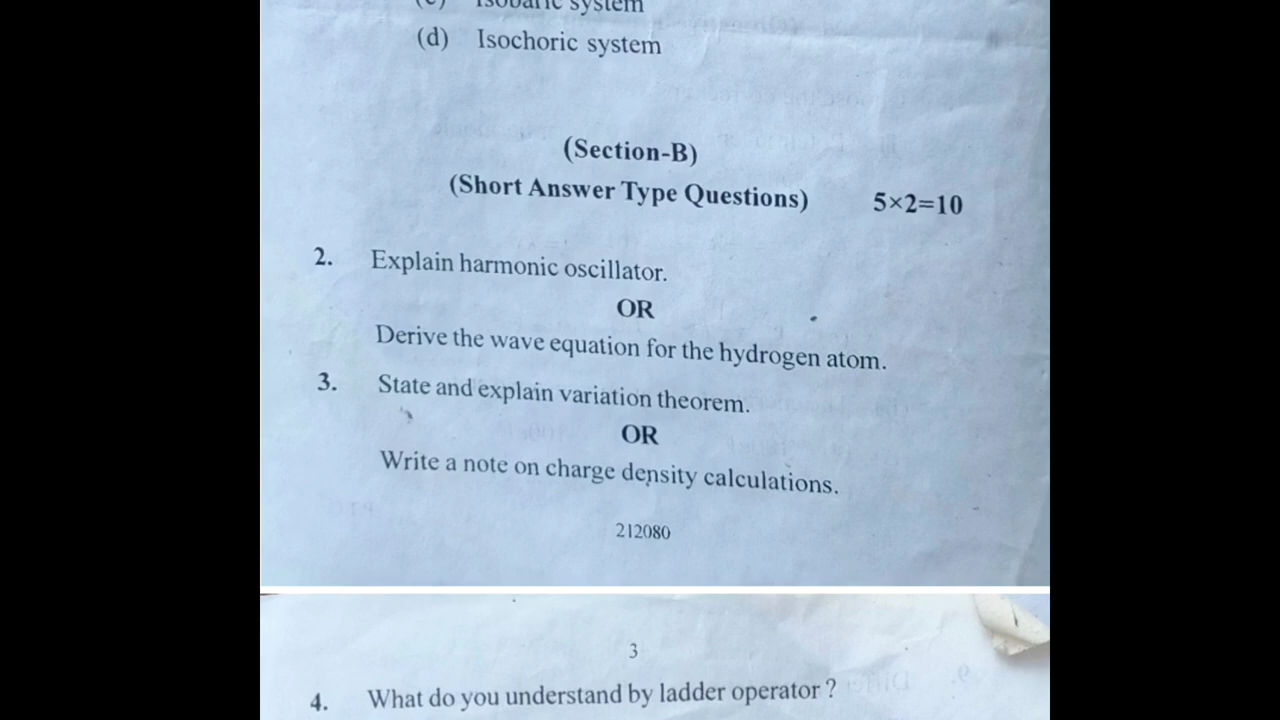 (c) Isobaric system
(d) Isochoric system
(Section-B)
(Short Answer Type Questions) 5×2=10
2. Explain harmonic oscillator.
OR
Derive the wave equation for the hydrogen atom.
3. State and explain variation theorem.
OR
Write a note on charge density calculations.
212080
3
4. What do you understand by ladder operator ?